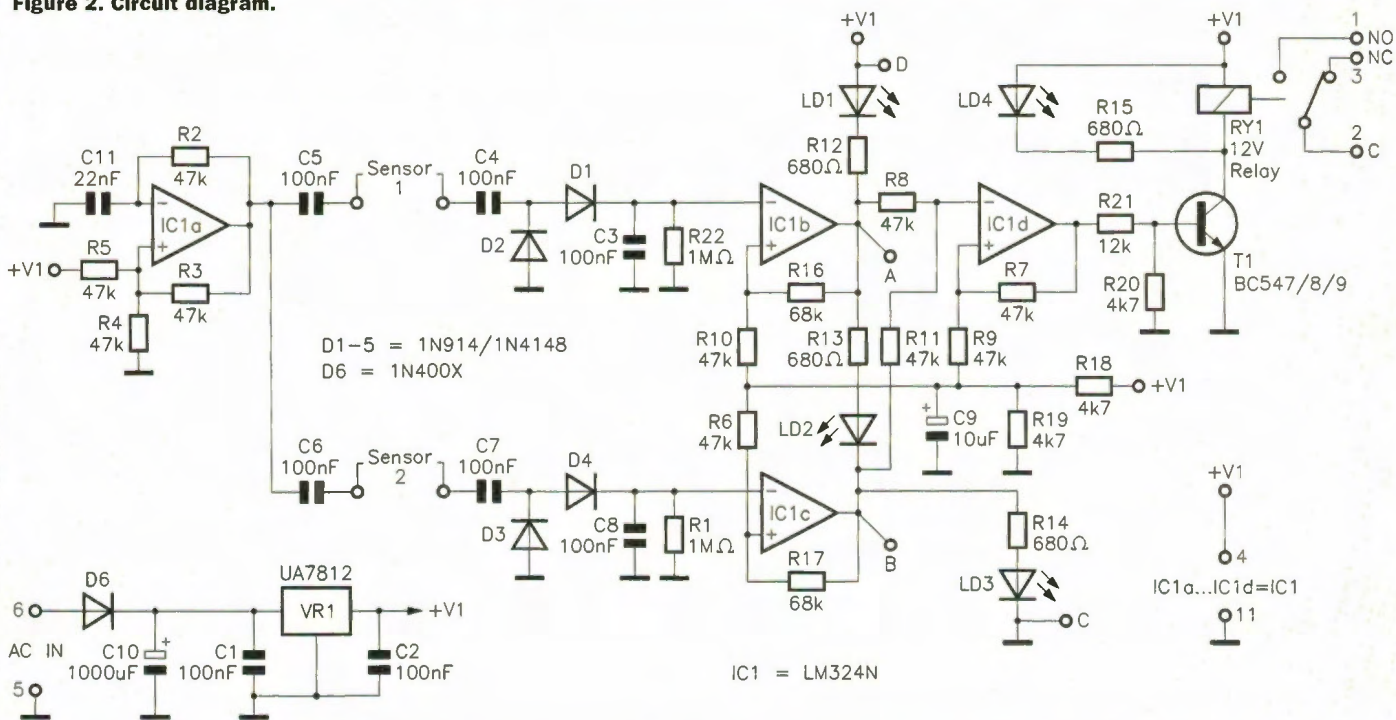 Figure 2. Circuit diagram.
+V1
D
LD1
R12
680Ω
+V1
LD4
R15
680Ω
RY1
12V
Relay
1
NO
NC
3
2
C
C11
22nF
R2
47k
IC1a
R5
47k
+V1
R3
47k
R4
47k
C5
100nF
Sensor
1
C4
100nF
D1
D2
C3
100nF
R22
1MΩ
IC1b
R16
68k
A
R8
47k
IC1d
R7
47k
R21
12k
R20
4k7
T1
BC547/8/9
D1-5 = 1N914/1N4148
D6 = 1N400X
R10
47k
R13
680Ω
R11
47k
R9
47k
R18
4k7
+V1
R6
47k
LD2
+
C9
10uF
R19
4k7
C6
100nF
Sensor
2
C7
100nF
D4
D3
C8
100nF
R1
1MΩ
IC1c
R17
68k
B
R14
680Ω
LD3
C
+V1
4
IC1a...IC1d=IC1
11
6
AC IN
5
D6
+
C10
1000uF
C1
100nF
UA7812
VR1
C2
100nF
+V1
IC1 = LM324N